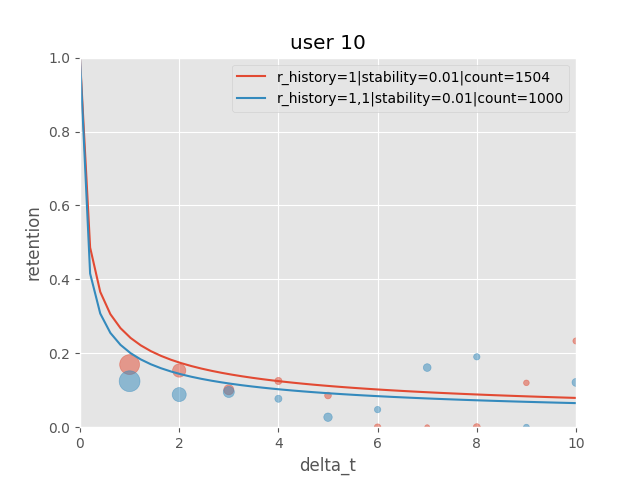 user 10
r_history=1|stability=0.01|count=1504
r_history=1,1|stability=0.01|count=1000
retention
1.0
0.8
0.6
0.4
0.2
0.0
0 2 4 6 8 10
delta_t